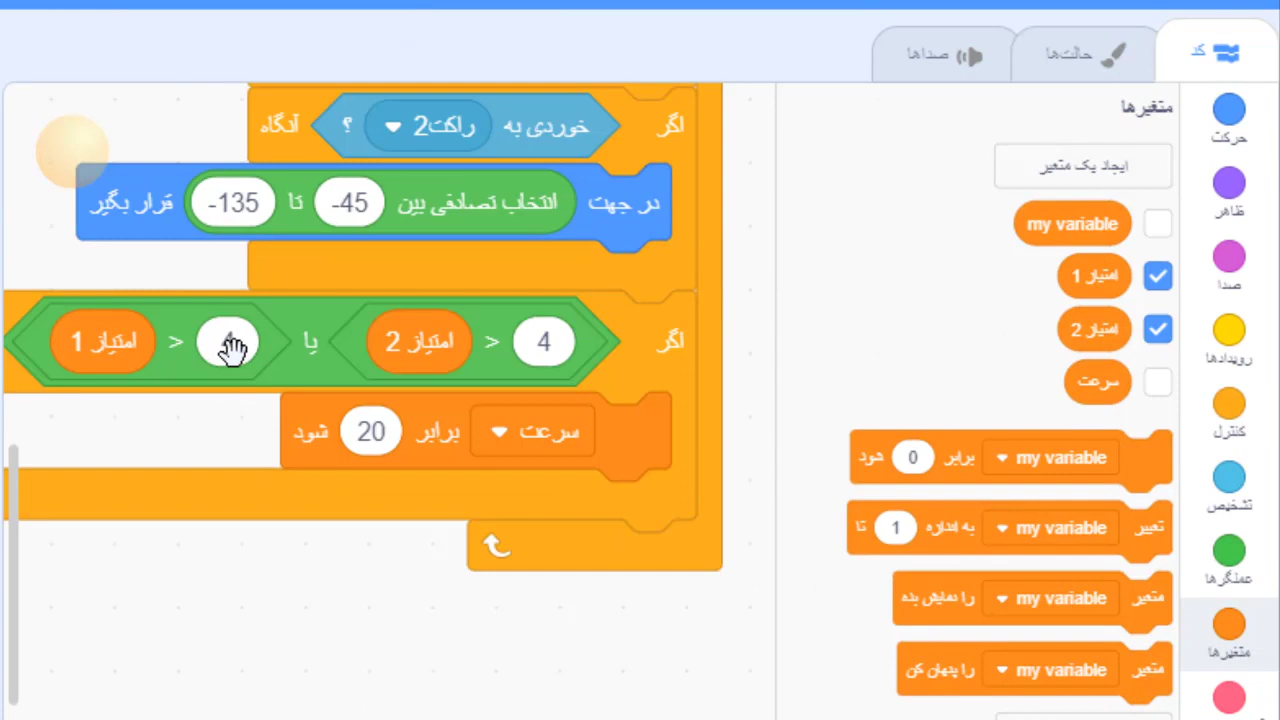 کد
حالت‌ها
صداها
متغیرها
ایجاد یک متغیر
my variable
امتیاز 1
امتیاز 2
سرعت
my variable برابر 0 شود
تغییر my variable به اندازه 1 تا
متغیر my variable را نمایش بده
متغیر my variable را پنهان کن
حرکت
ظاهر
صدا
رویدادها
کنترل
تشخیص
عملگرها
متغیرها
اگر خوردی به راکت2 ؟ آنگاه
در جهت انتخاب تصادفی بین -45 تا -135 قرار بگیر
اگر 4 < امتیاز 2 یا 4 < امتیاز 1
سرعت برابر 20 شود